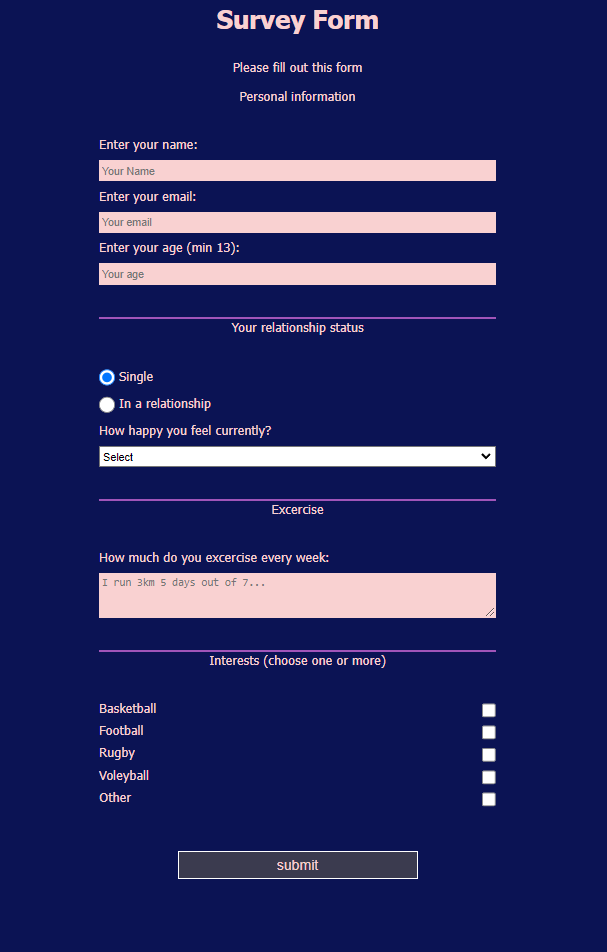 Survey Form
Please fill out this form
Personal information
Enter your name:
Your Name
Enter your email:
Your email
Enter your age (min 13):
Your age
Your relationship status
Single
In a relationship
How happy you feel currently?
Select
Excercise
How much do you excercise every week:
I run 3km 5 days out of 7...
Interests (choose one or more)
Basketball
Football
Rugby
Voleyball
Other
submit